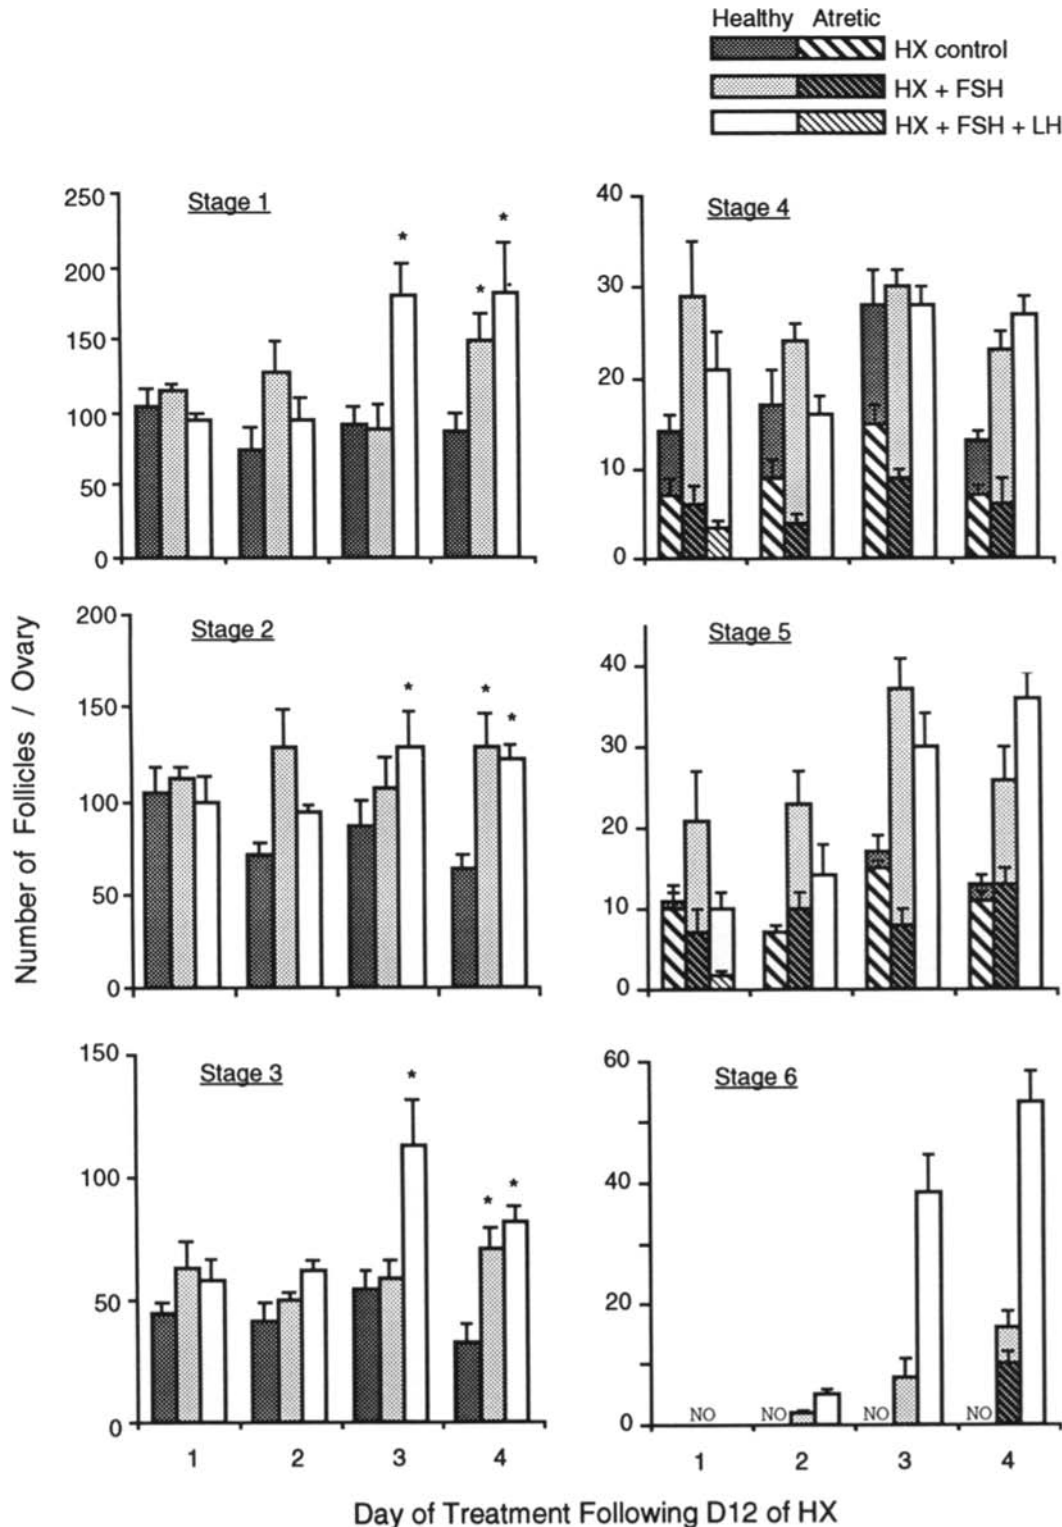 Healthy Atretic
HX control
HX + FSH
HX + FSH + LH
Number of Follicles / Ovary
Stage 1
250
200
150
100
50
0
* * *
Stage 4
40
30
20
10
0
Stage 2
200
150
100
50
0
* * *
Stage 5
40
30
20
10
0
Stage 3
150
100
50
0
* * *
1 2 3 4
Stage 6
60
40
20
0
NO NO NO NO
1 2 3 4
Day of Treatment Following D12 of HX